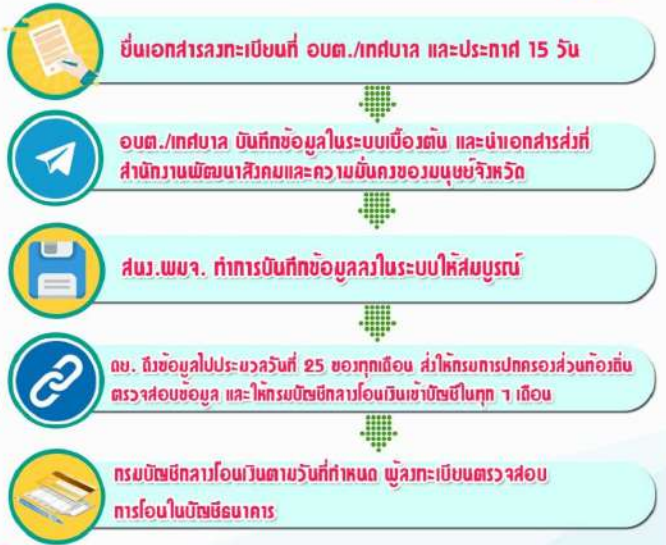 ยื่นเอกสารลงทะเบียนที่ อบต./เทศบาล และประกาศ 15 วัน
อบต./เทศบาล บันทึกข้อมูลในระบบเบื้องต้น และนำเอกสารส่งที่
สำนักงานพัฒนาสังคมและความมั่นคงของมนุษย์จังหวัด
สนง.พมจ. ทำการบันทึกข้อมูลลงในระบบให้สมบูรณ์
ดย. ดึงข้อมูลไปประมวลวันที่ 25 ของทุกเดือน ส่งให้กรมการปกครองส่วนท้องถิ่น
ตรวจสอบข้อมูล และให้กรมบัญชีกลางโอนเงินเข้าบัญชีในทุก ๆ เดือน
กรมบัญชีกลางโอนเงินตามวันที่กำหนด ผู้ลงทะเบียนตรวจสอบ
การโอนในบัญชีธนาคาร